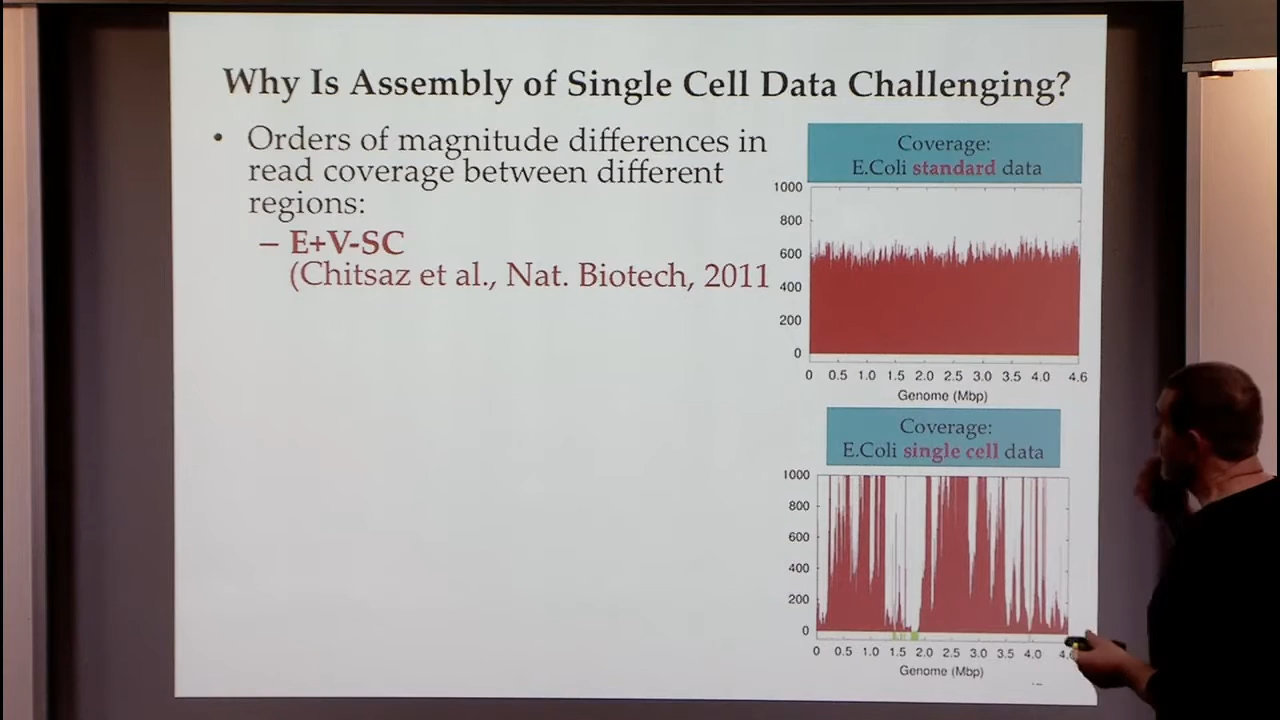 Why Is Assembly of Single Cell Data Challenging?
• Orders of magnitude differences in
read coverage between different
regions:
– E+V-SC
(Chitsaz et al., Nat. Biotech, 2011
Coverage:
E.Coli standard data
1000
800
600
400
200
0
0 0.5 1.0 1.5 2.0 2.5 3.0 3.5 4.0 4.6
Genome (Mbp)
Coverage:
E.Coli single cell data
1000
800
600
400
200
0
0 0.5 1.0 1.5 2.0 2.5 3.0 3.5 4.0
Genome (Mbp)